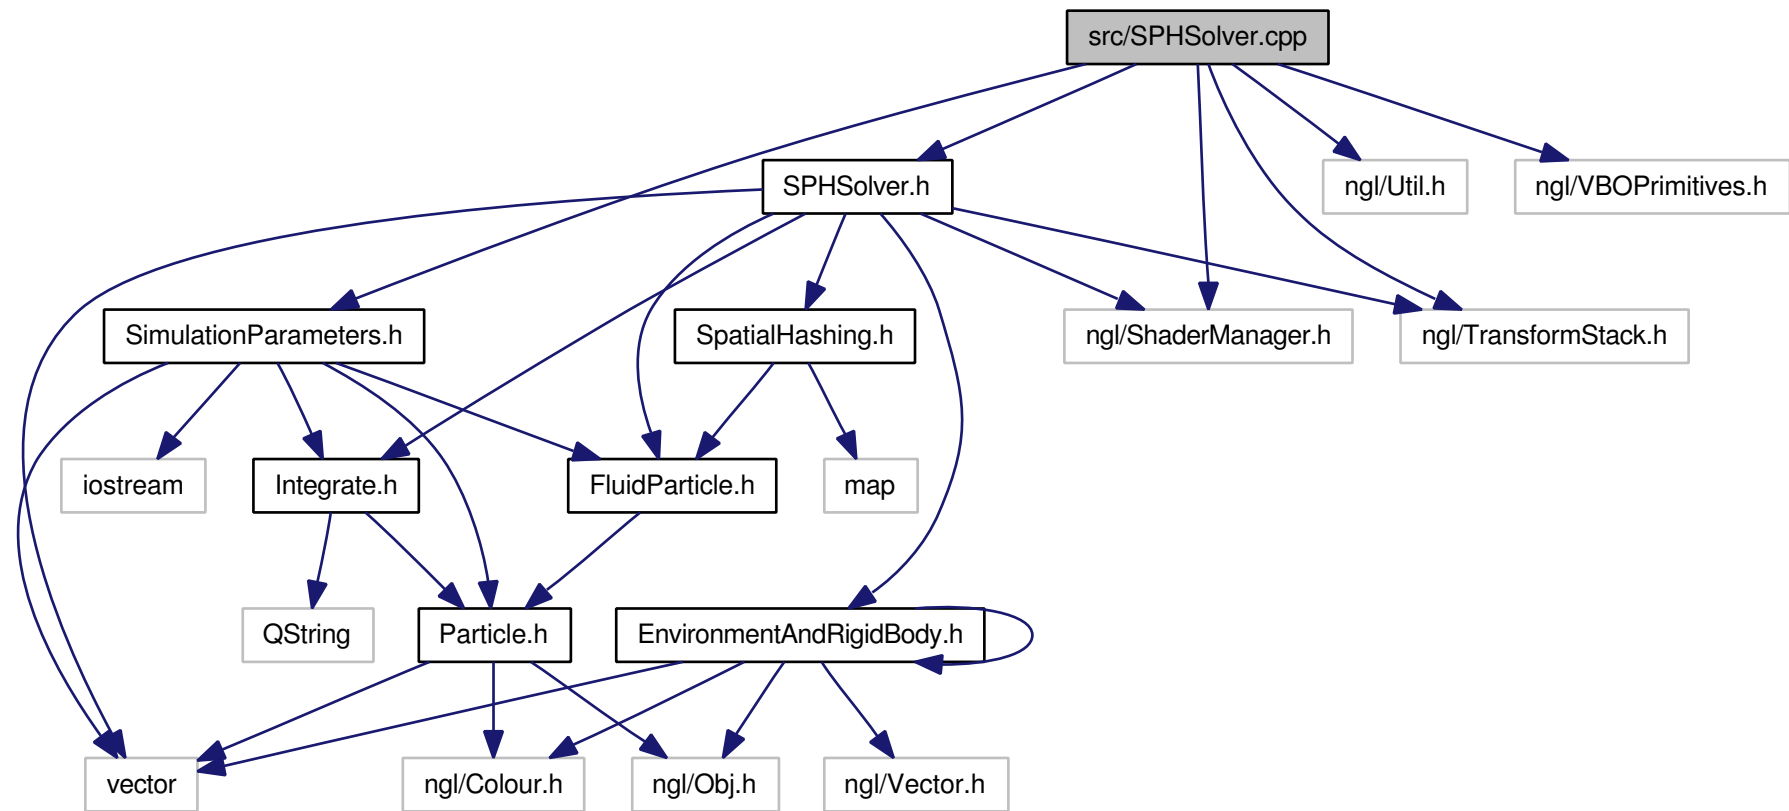 src/SPHSolver.cpp
SPHSolver.h
ngl/Util.h
ngl/VBOPrimitives.h
SimulationParameters.h
SpatialHashing.h
ngl/ShaderManager.h
ngl/TransformStack.h
iostream
Integrate.h
FluidParticle.h
map
QString
Particle.h
EnvironmentAndRigidBody.h
vector
ngl/Colour.h
ngl/Obj.h
ngl/Vector.h